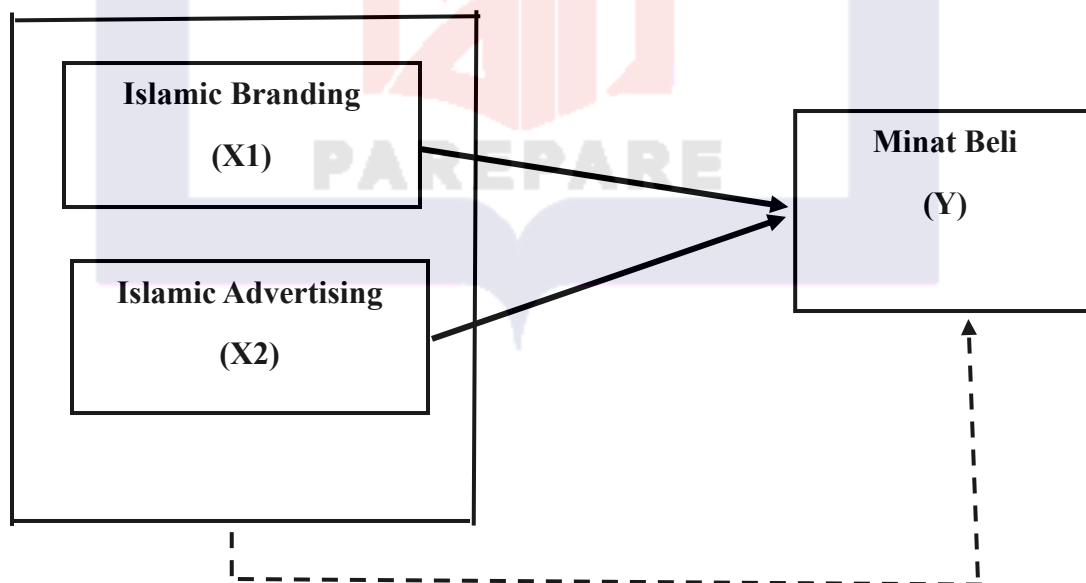 Islamic Branding
(X1)
PAREPARE
Minat Beli
(Y)
Islamic Advertising
(X2)